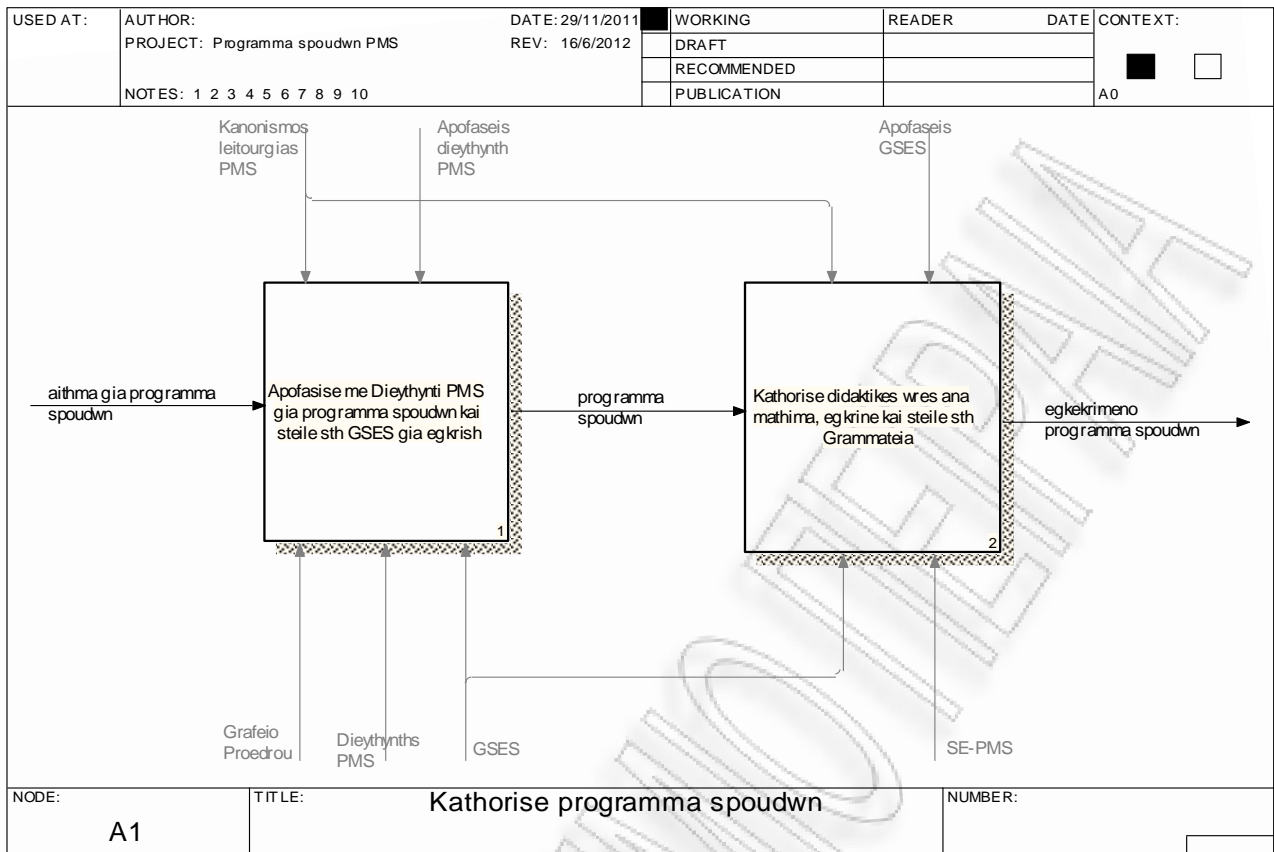 USED AT:
AUTHOR:
DATE: 29/11/2011
PROJECT: Programma spoudwn PMS
REV: 16/6/2012
NOTES: 1 2 3 4 5 6 7 8 9 10
WORKING
DRAFT
RECOMMENDED
PUBLICATION
READER
DATE
CONTEXT:
A0
Kanonismos
leitourgias
PMS
Apofaseis
dieythynth
PMS
Apofaseis
GSES
aithma gia programma
spoudwn
Apofasise me Dieythynti PMS
gia programma spoudwn kai
steile sth GSES gia egkrish
1
programma
spoudwn
Kathorise didaktikes wres ana
mathima, egkrine kai steile sth
Grammateia
2
egkekrimeno
programma spoudwn
Grafeio
Proedrou
Dieythynths
PMS
GSES
SE-PMS
NODE:
A1
TITLE:
Kathorise programma spoudwn
NUMBER: